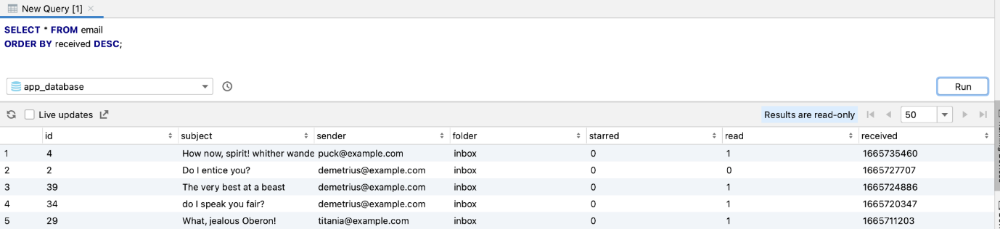 New Query [1]
SELECT * FROM email
ORDER BY received DESC;
app_database
Run
Live updates
Results are read-only
50
id subject sender folder starred read received
1 4 How now, spirit! whither wande puck@example.com inbox 0 1 1665735460
2 2 Do I entice you? demetrius@example.com inbox 0 0 1665727707
3 39 The very best at a beast demetrius@example.com inbox 0 1 1665724886
4 34 do I speak you fair? demetrius@example.com inbox 0 1 1665720347
5 29 What, jealous Oberon! titania@example.com inbox 0 1 1665711203